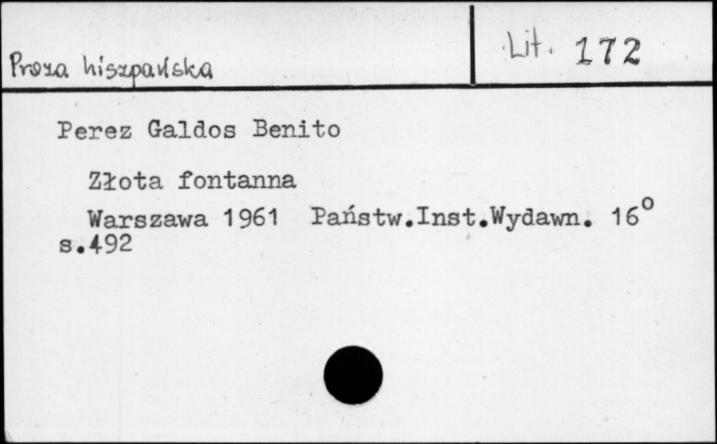 Proza hiszpańska
Lit. 172
Perez Galdos Benito
Złota fontanna
Warszawa 1961 Państw.Inst.Wydawn. 16°
s.492